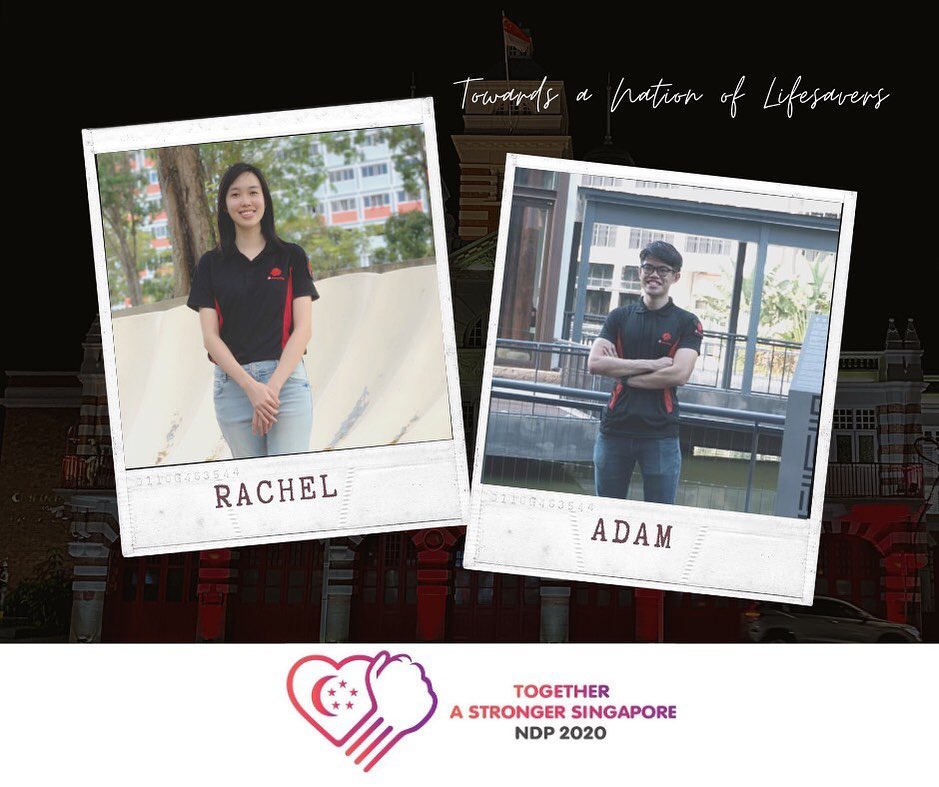 Towards a Nation of Lifesavers
RACHEL
ADAM
TOGETHER
A STRONGER SINGAPORE
NDP 2020